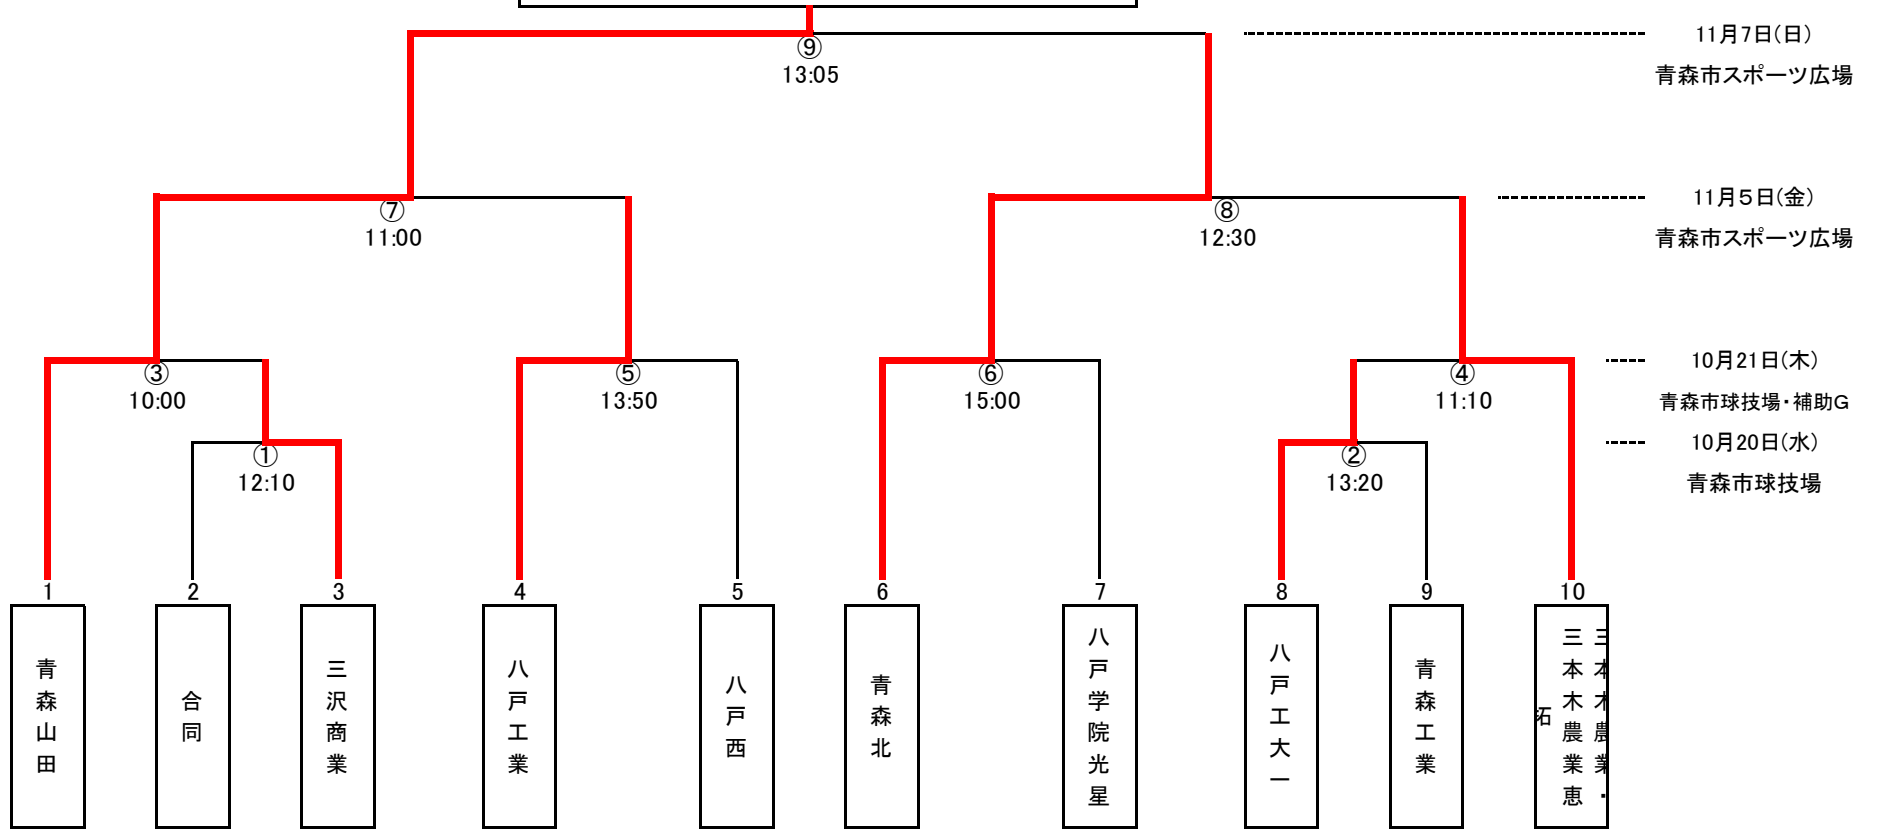 ⑨
13:05
11月7日(日)
青森市スポーツ広場
⑦
11:00
⑧
12:30
11月5日(金)
青森市スポーツ広場
③
10:00
⑤
13:50
⑥
15:00
④
11:10
10月21日(木)
青森市球技場・補助G
①
12:10
②
13:20
10月20日(水)
青森市球技場
1
2
3
4
5
6
7
8
9
10
青森山田
合同
三沢商業
八戸工業
八戸西
青森北
八戸学院光星
八戸工大一
青森工業
三本木農業・
三本木農業恵
拓